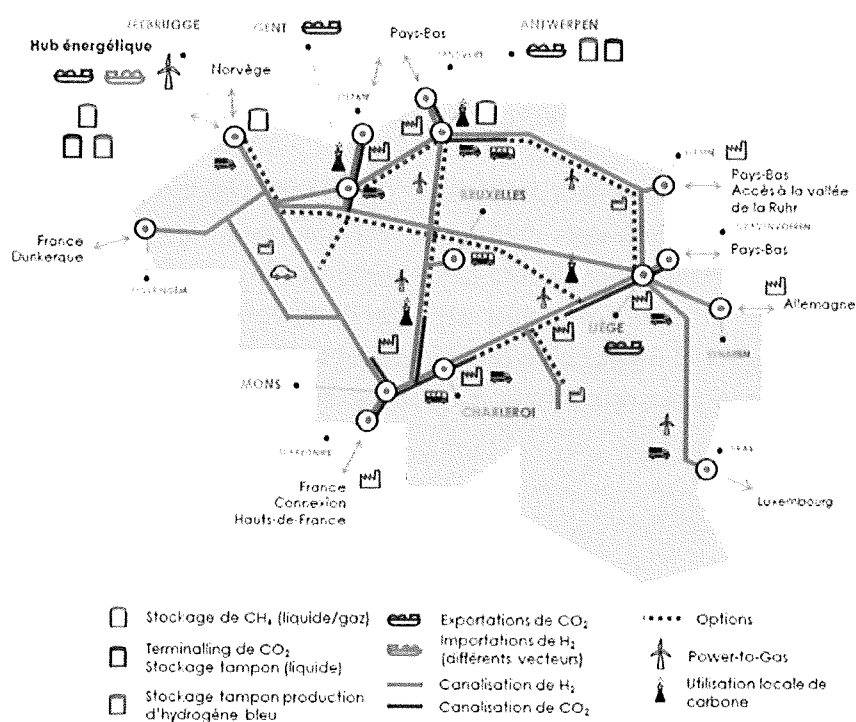 ZEEBRUGGE
GENT
ANTWERPEN
Hub énergétique
Pays-Bas
Norvège
Pays-Bas
Accès à la vallée
de la Ruhr
BRUXELLES
France
Dunkerque
Pays-Bas
Allemagne
LIÈGE
MONS
CHARLEROI
France
Connexion
Hauts-de-France
Luxembourg
Stockage de CH₄ (liquide/gaz)
Terminalling de CO₂
Stockage tampon (liquide)
Stockage tampon production
d'hydrogène bleu
Exportations de CO₂
Importations de H₂
(différents vecteurs)
Canalisation de H₂
Canalisation de CO₂
Options
Power-to-Gas
Utilisation locale de
carbone